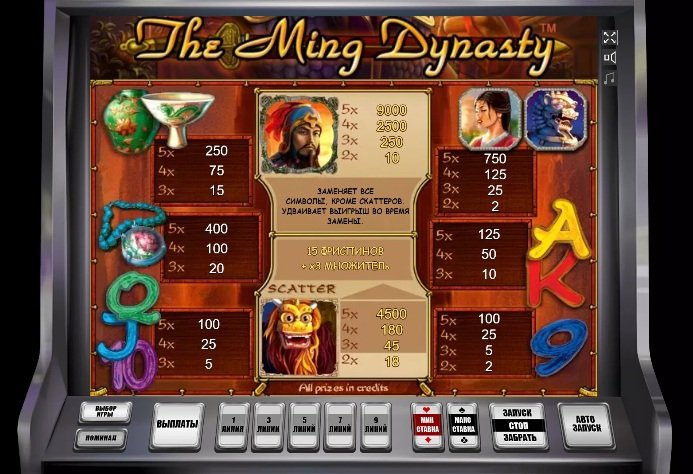 The Ming Dynasty™
5x 250
4x 75
3x 15
5x 9000
4x 2500
3x 250
2x 10
5x 750
4x 125
3x 25
2x 2
ЗАМЕНЯЕТ ВСЕ
СИМВОЛЫ, КРОМЕ СКАТТЕРОВ.
УДВАИВАЕТ ВЫИГРЫШ ВО ВРЕМЯ
ЗАМЕНЫ.
5x 400
4x 100
3x 20
15 ФРИСПИНОВ
+ x3 МНОЖИТЕЛЬ
A
K
5x 125
4x 50
3x 10
Q
J
10
5x 100
4x 25
3x 5
SCATTER
5x 4500
4x 180
3x 45
2x 18
5x 100
4x 25
3x 5
2x 2
9
All prizes in credits
ВЫБОР
ИГРЫ
НОМИНАЛ
ВЫПЛАТЫ
1
ЛИНИЯ
3
ЛИНИИ
5
ЛИНИЙ
7
ЛИНИЙ
9
ЛИНИЙ
МИН
СТАВКА
МАКС
СТАВКА
ЗАПУСК
СТОП
ЗАБРАТЬ
АВТО
ЗАПУСК